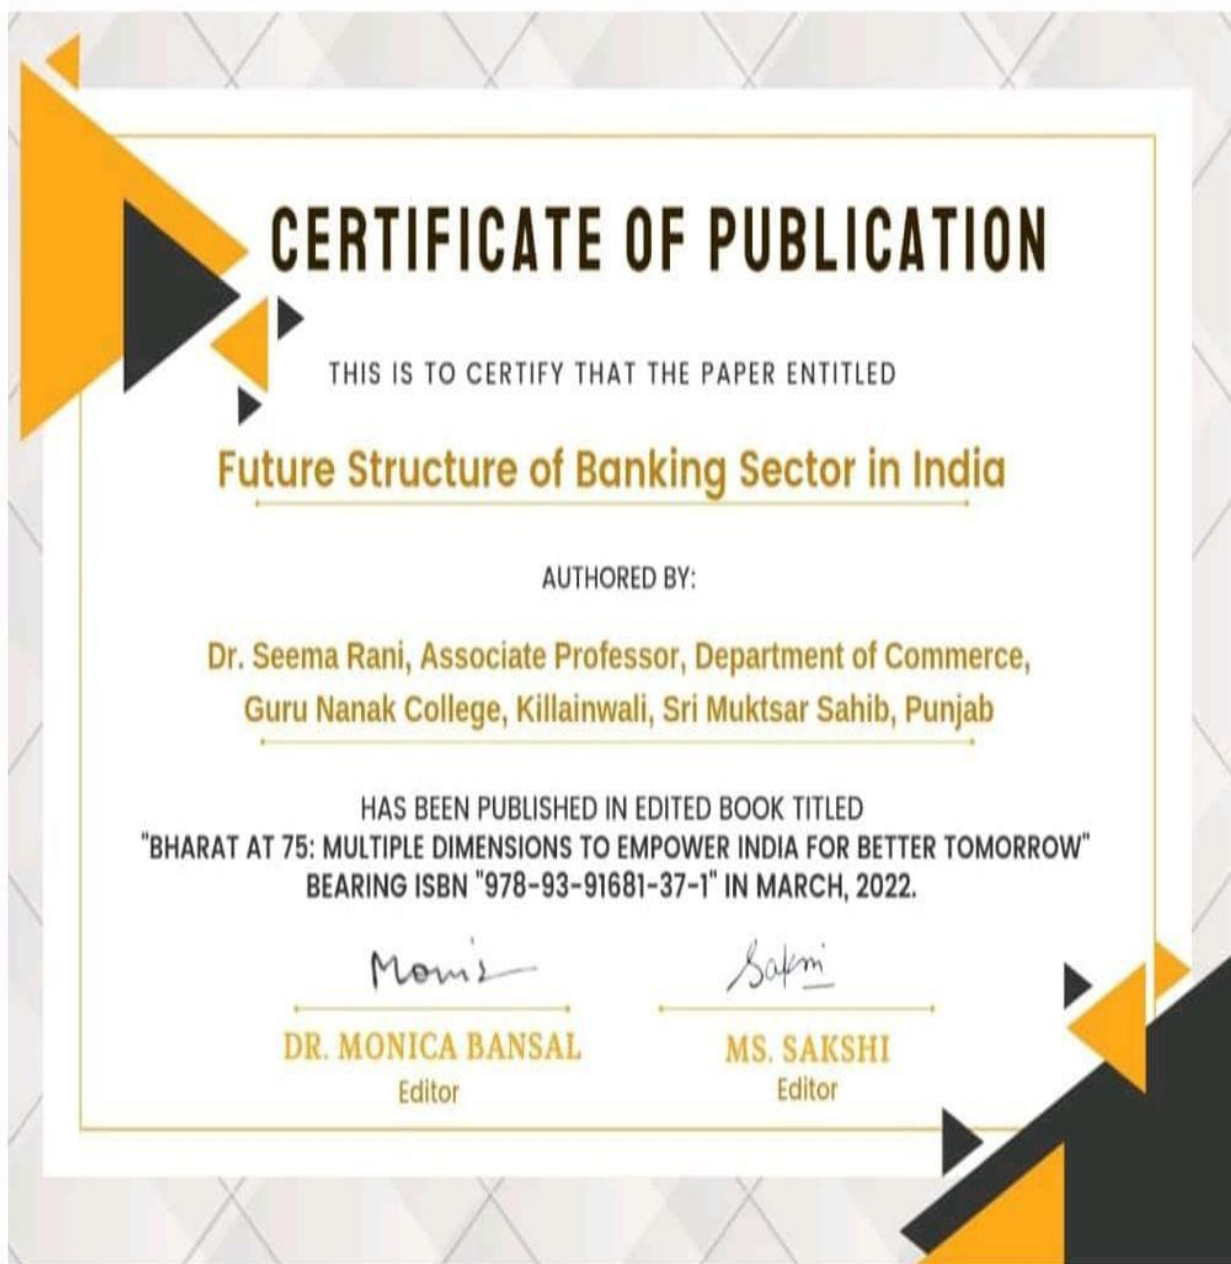 CERTIFICATE OF PUBLICATION
THIS IS TO CERTIFY THAT THE PAPER ENTITLED
Future Structure of Banking Sector in India
AUTHORED BY:
Dr. Seema Rani, Associate Professor, Department of Commerce,
Guru Nanak College, Killainwali, Sri Muktsar Sahib, Punjab
HAS BEEN PUBLISHED IN EDITED BOOK TITLED
"BHARAT AT 75: MULTIPLE DIMENSIONS TO EMPOWER INDIA FOR BETTER TOMORROW"
BEARING ISBN "978-93-91681-37-1" IN MARCH, 2022.
DR. MONICA BANSAL
Editor
MS. SAKSHI
Editor